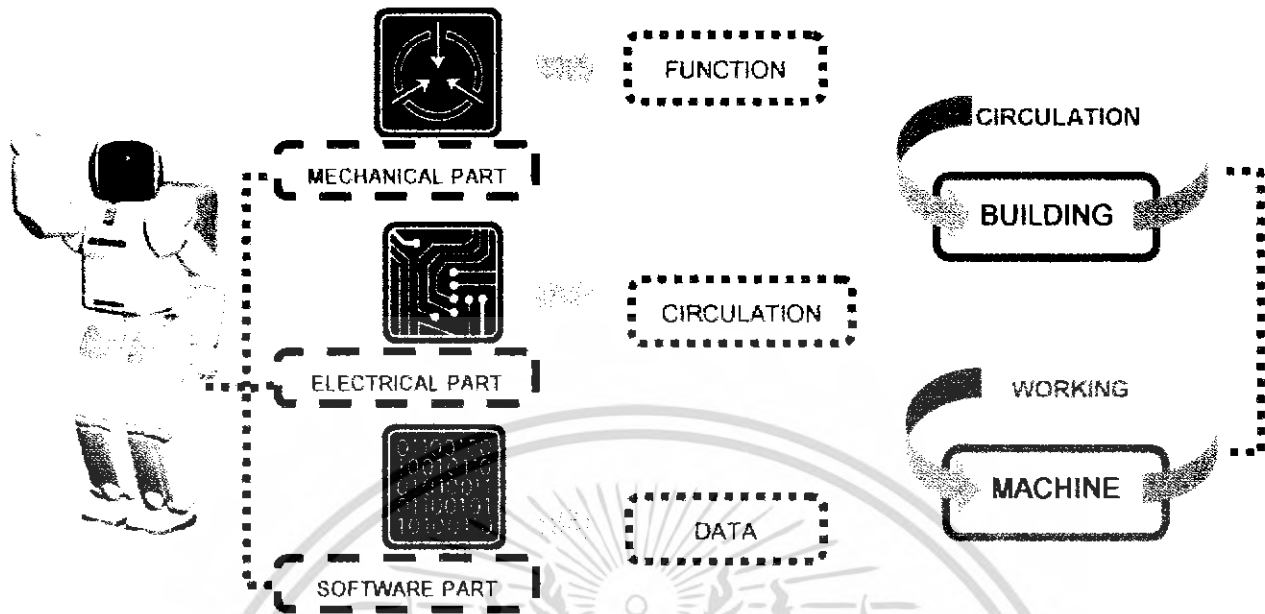 FUNCTION
MECHANICAL PART
CIRCULATION
ELECTRICAL PART
DATA
SOFTWARE PART
CIRCULATION
BUILDING
WORKING
MACHINE